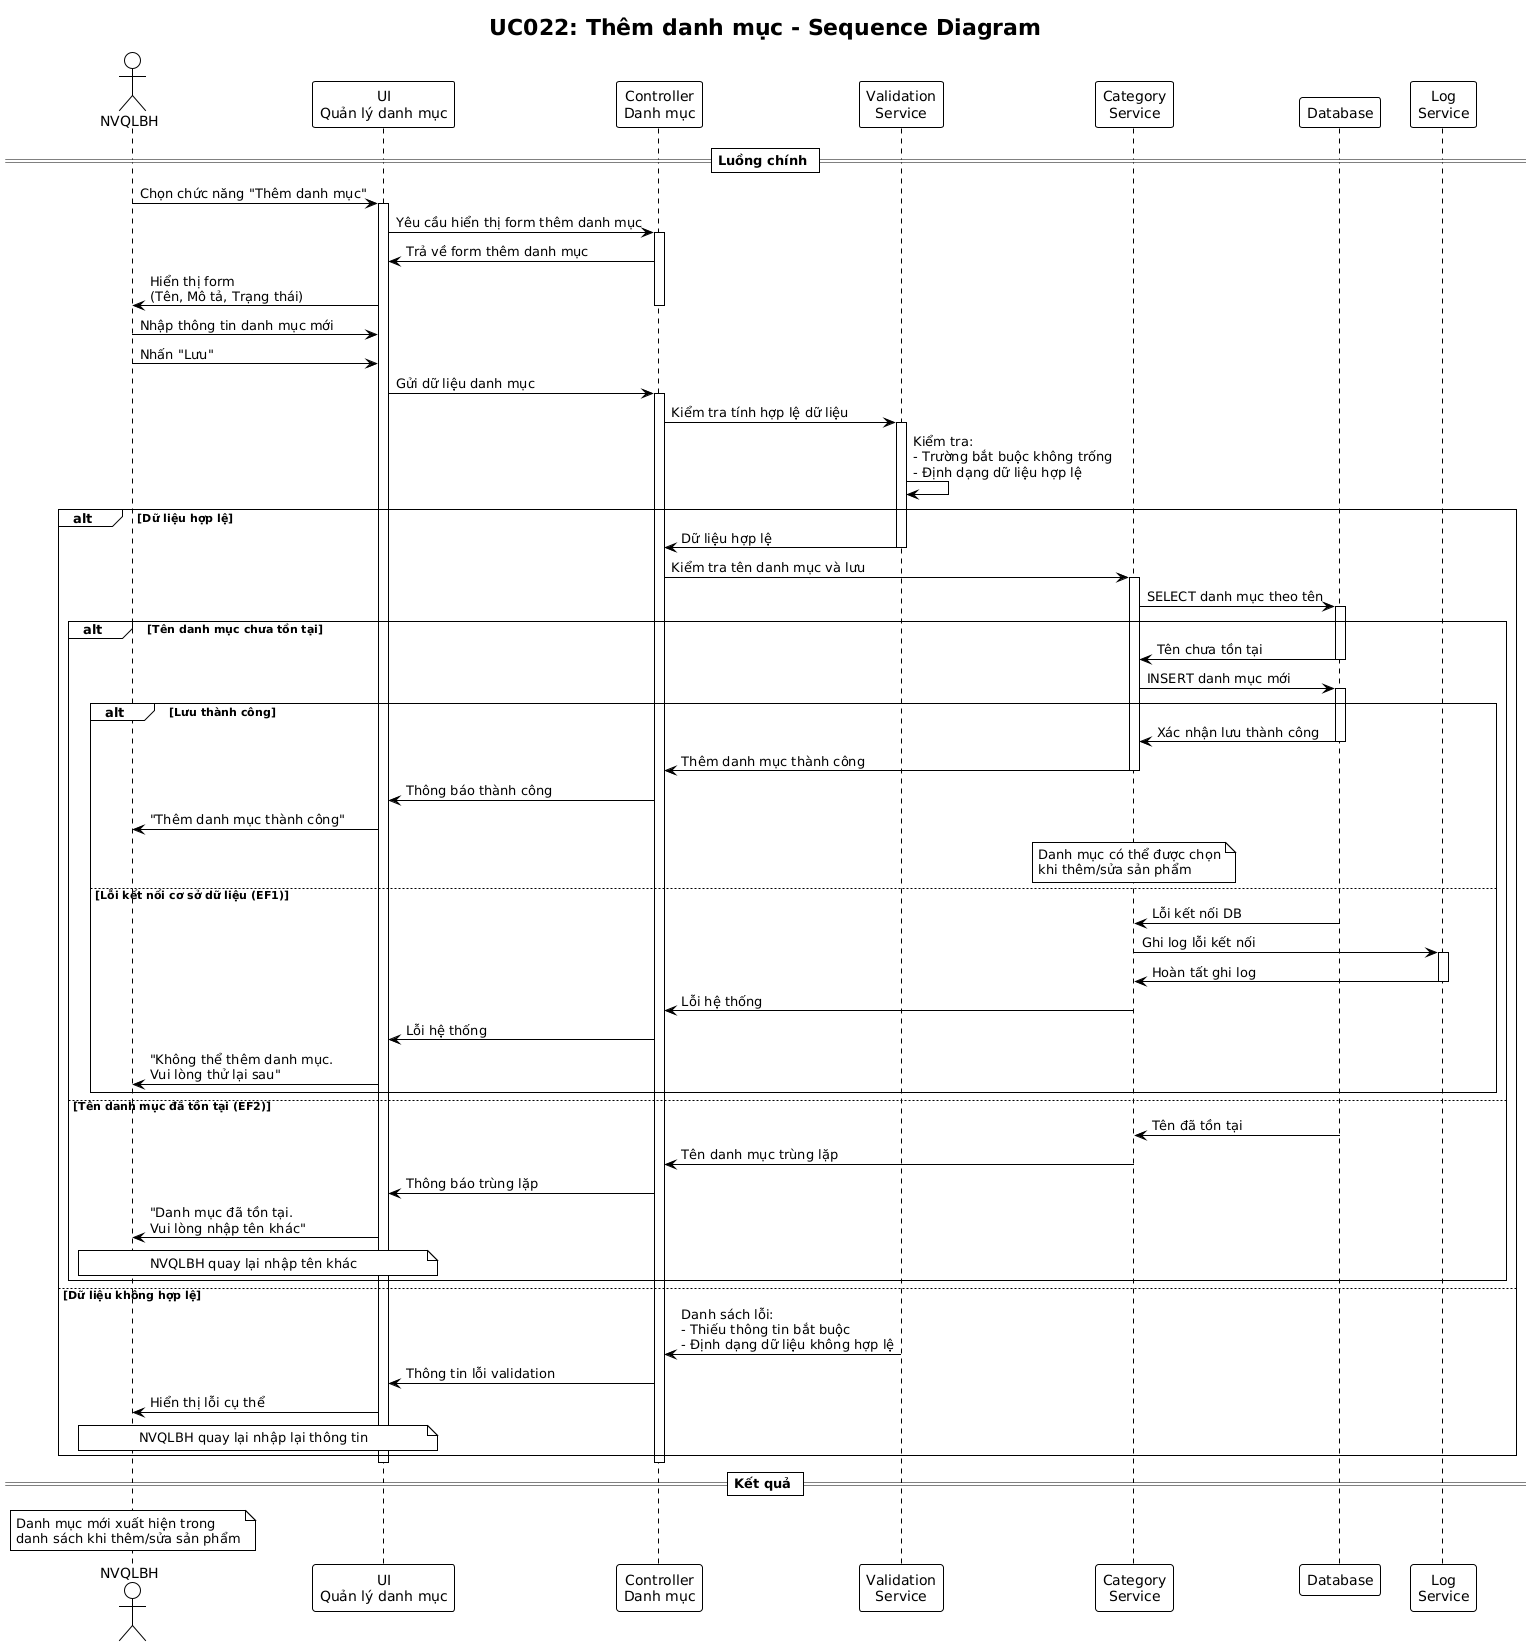 UC022: Thêm danh mục - Sequence Diagram
NVQLBH
UI
Quản lý danh mục
Controller
Danh mục
Validation
Service
Category
Service
Database
Log
Service
Luồng chính
Chọn chức năng "Thêm danh mục"
Yêu cầu hiển thị form thêm danh mục
Trả về form thêm danh mục
Hiển thị form
(Tên, Mô tả, Trạng thái)
Nhập thông tin danh mục mới
Nhấn "Lưu"
Gửi dữ liệu danh mục
Kiểm tra tính hợp lệ dữ liệu
Kiểm tra:
- Trường bắt buộc không trống
- Định dạng dữ liệu hợp lệ
alt [Dữ liệu hợp lệ]
Dữ liệu hợp lệ
Kiểm tra tên danh mục và lưu
SELECT danh mục theo tên
alt [Tên danh mục chưa tồn tại]
Tên chưa tồn tại
INSERT danh mục mới
alt [Lưu thành công]
Xác nhận lưu thành công
Thêm danh mục thành công
Thông báo thành công
"Thêm danh mục thành công"
Danh mục có thể được chọn
khi thêm/sửa sản phẩm
[Lỗi kết nối cơ sở dữ liệu (EF1)]
Lỗi kết nối DB
Ghi log lỗi kết nối
Hoàn tất ghi log
Lỗi hệ thống
Lỗi hệ thống
"Không thể thêm danh mục.
Vui lòng thử lại sau"
[Tên danh mục đã tồn tại (EF2)]
Tên đã tồn tại
Tên danh mục trùng lặp
Thông báo trùng lặp
"Danh mục đã tồn tại.
Vui lòng nhập tên khác"
NVQLBH quay lại nhập tên khác
[Dữ liệu không hợp lệ]
Danh sách lỗi:
- Thiếu thông tin bắt buộc
- Định dạng dữ liệu không hợp lệ
Thông tin lỗi validation
Hiển thị lỗi cụ thể
NVQLBH quay lại nhập lại thông tin
Kết quả
Danh mục mới xuất hiện trong
danh sách khi thêm/sửa sản phẩm
NVQLBH
UI
Quản lý danh mục
Controller
Danh mục
Validation
Service
Category
Service
Database
Log
Service